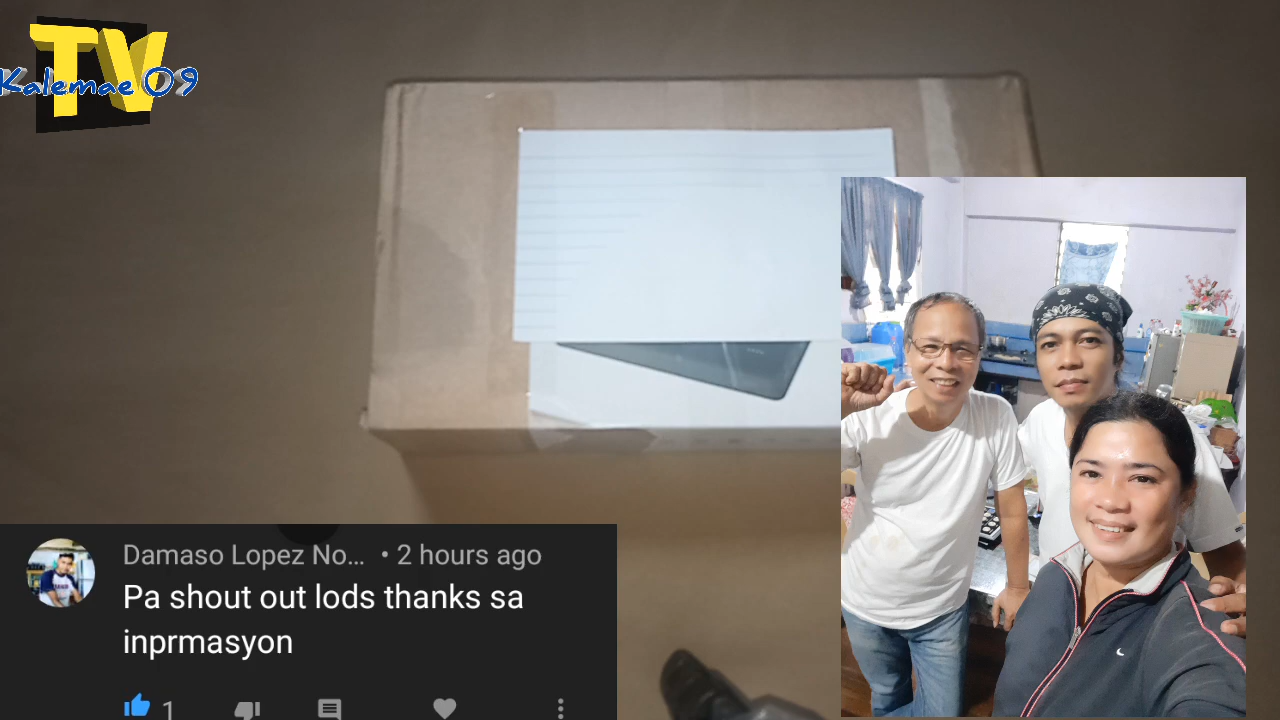 TV
Kalemae 09
Damaso Lopez No... • 2 hours ago
Pa shout out lods thanks sa
inprmasyon
1